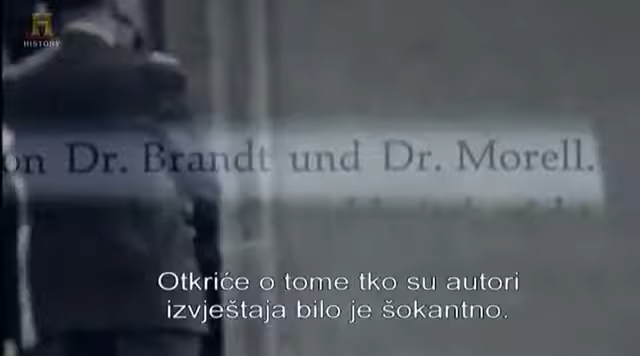 HISTORY
on Dr. Brandt und Dr. Morell.
Otkriće o tome tko su autori
izvještaja bilo je šokantno.